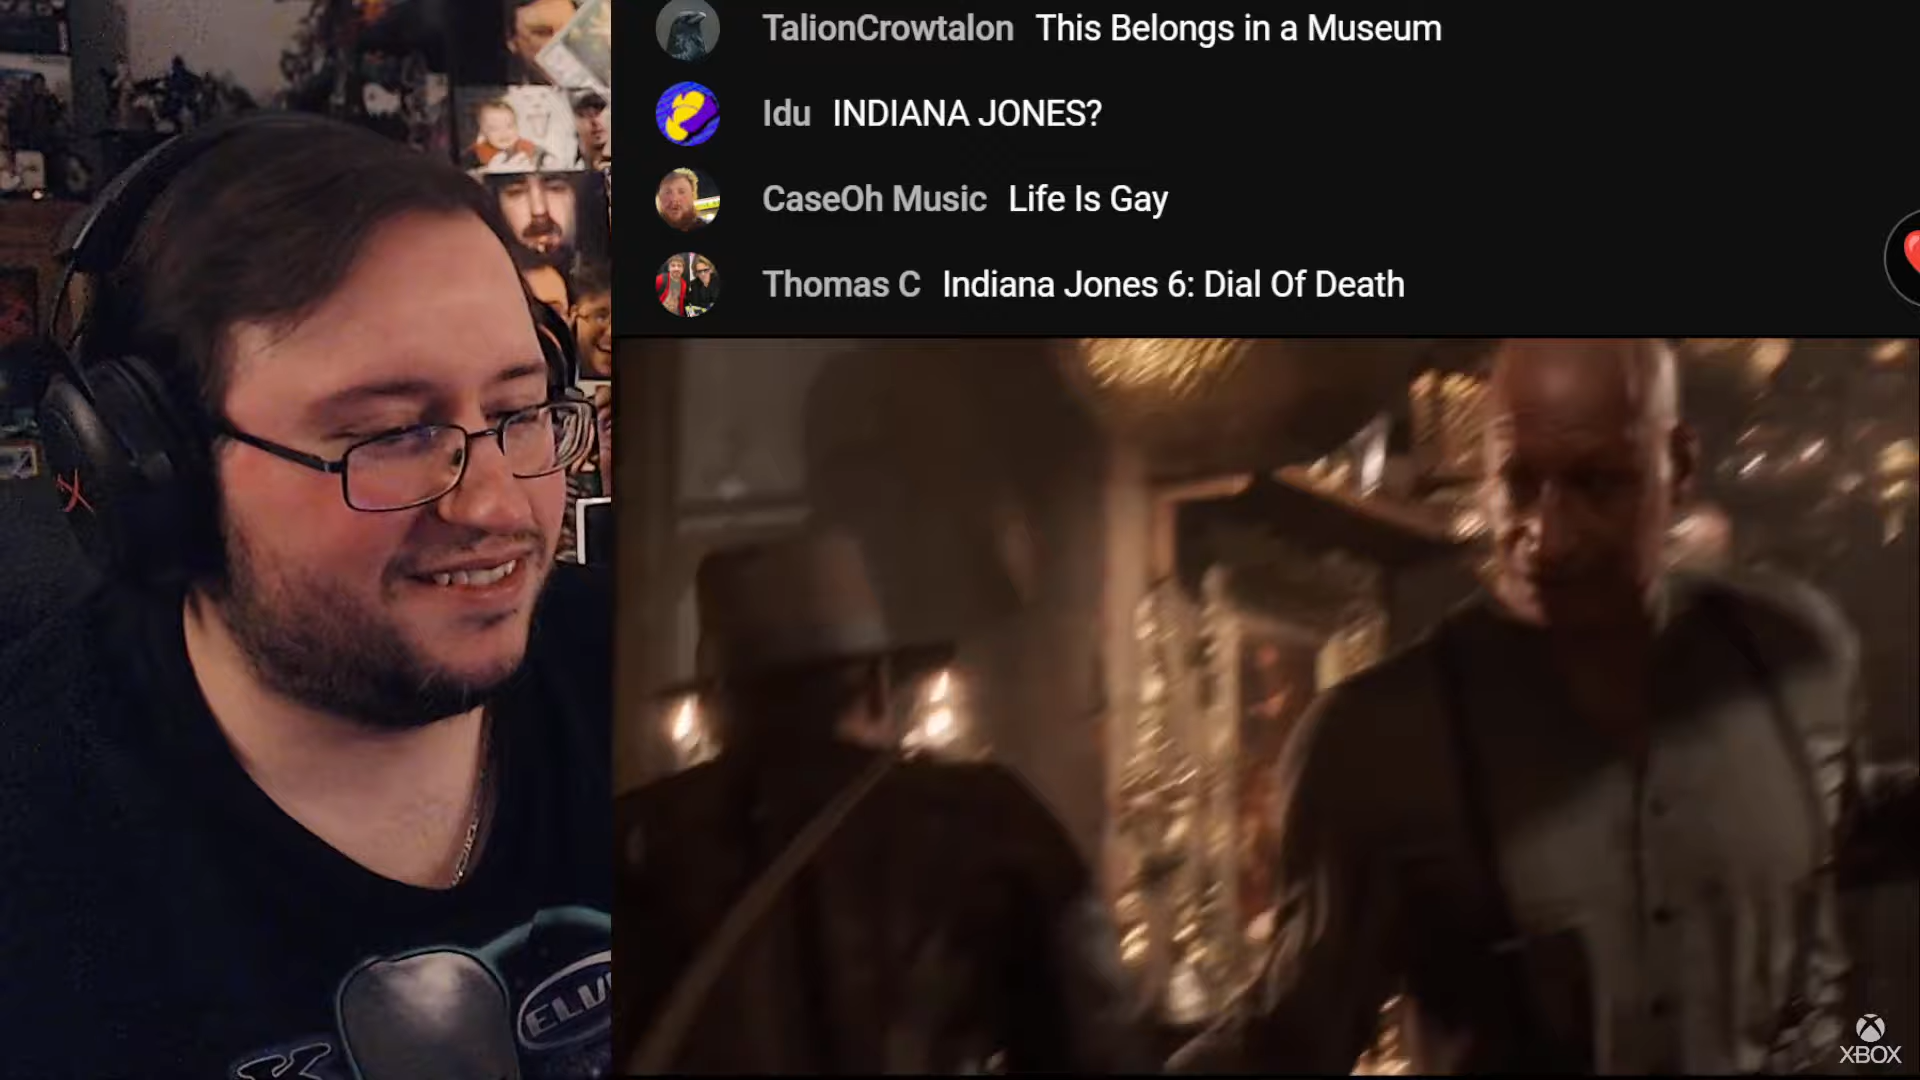 TalionCrowtalon This Belongs in a Museum
Idu INDIANA JONES?
CaseOh Music Life Is Gay
Thomas C Indiana Jones 6: Dial Of Death
XBOX